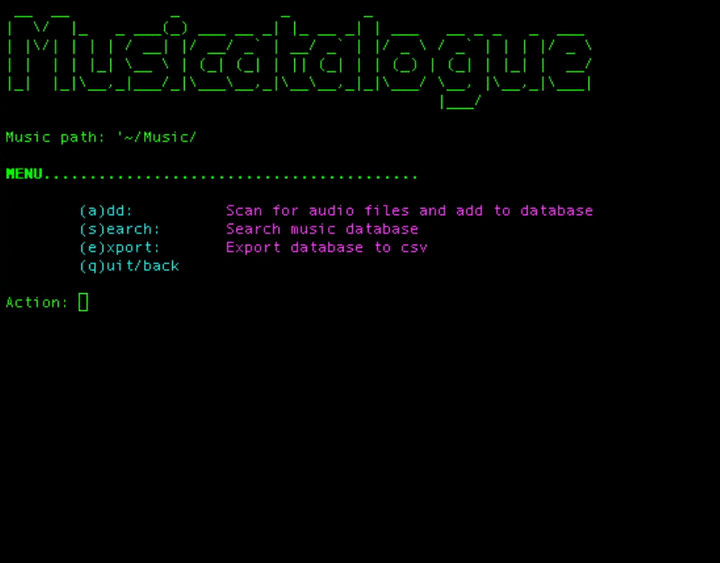 Musicatalogue
Music path: '~/Music/
MENU.........................................
(a)dd: Scan for audio files and add to database
(s)earch: Search music database
(e)xport: Export database to csv
(q)uit/back
Action: